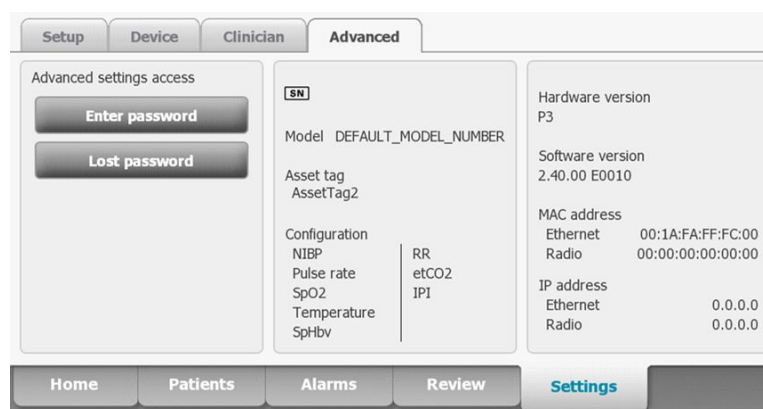 Setup Device Clinician Advanced
Advanced settings access
Enter password
Lost password
SN
Model DEFAULT_MODEL_NUMBER
Asset tag
AssetTag2
Configuration
NIBP RR
Pulse rate etCO2
SpO2 IPI
Temperature
SpHbv
Hardware version
P3
Software version
2.40.00 E0010
MAC address
Ethernet 00:1A:FA:FF:FC:00
Radio 00:00:00:00:00:00
IP address
Ethernet 0.0.0.0
Radio 0.0.0.0
Home Patients Alarms Review Settings